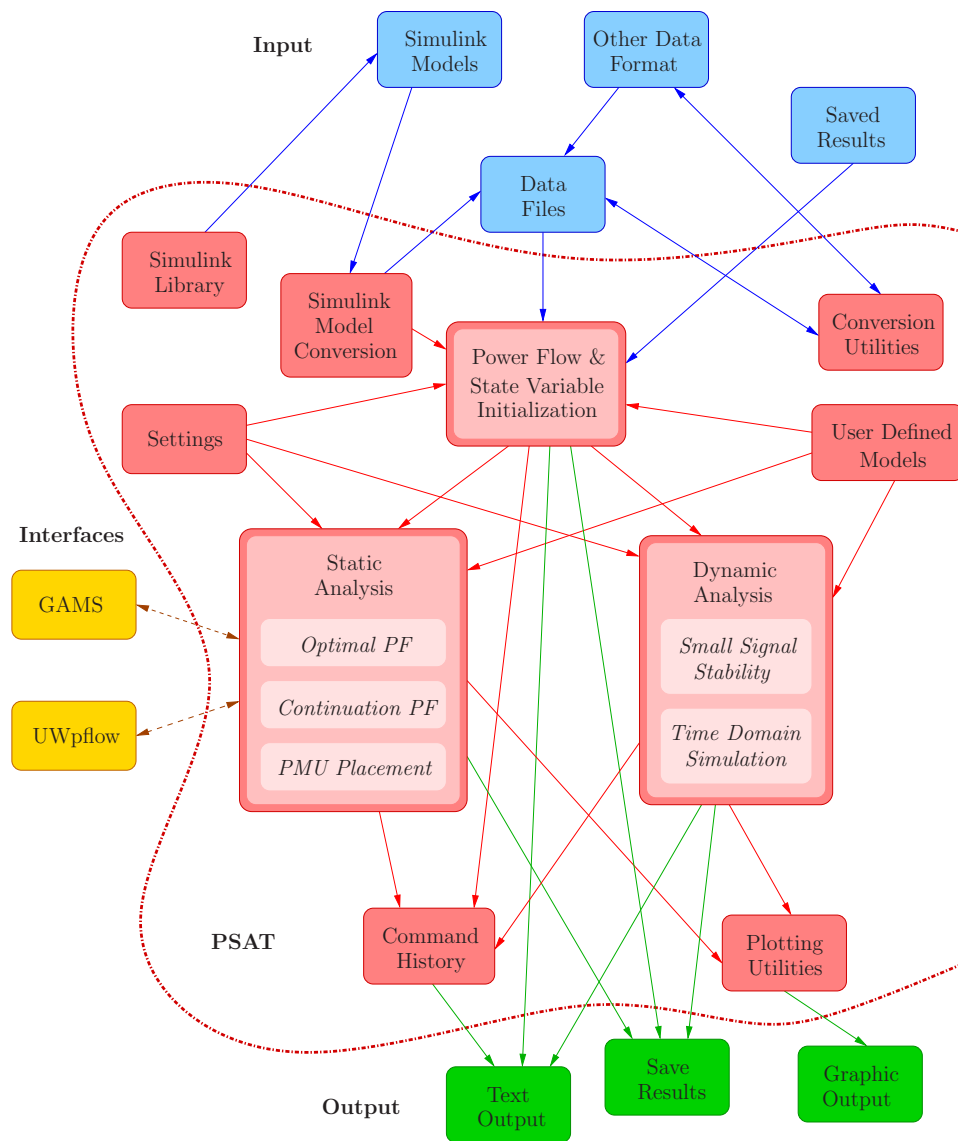 Input
Simulink
Models
Other Data
Format
Saved
Results
Data
Files
Simulink
Library
Simulink
Model
Conversion
Conversion
Utilities
Power Flow &
State Variable
Initialization
Settings
User Defined
Models
Interfaces
GAMS
UWpflow
Static
Analysis
Optimal PF
Continuation PF
PMU Placement
Dynamic
Analysis
Small Signal
Stability
Time Domain
Simulation
PSAT
Command
History
Plotting
Utilities
Output
Text
Output
Save
Results
Graphic
Output